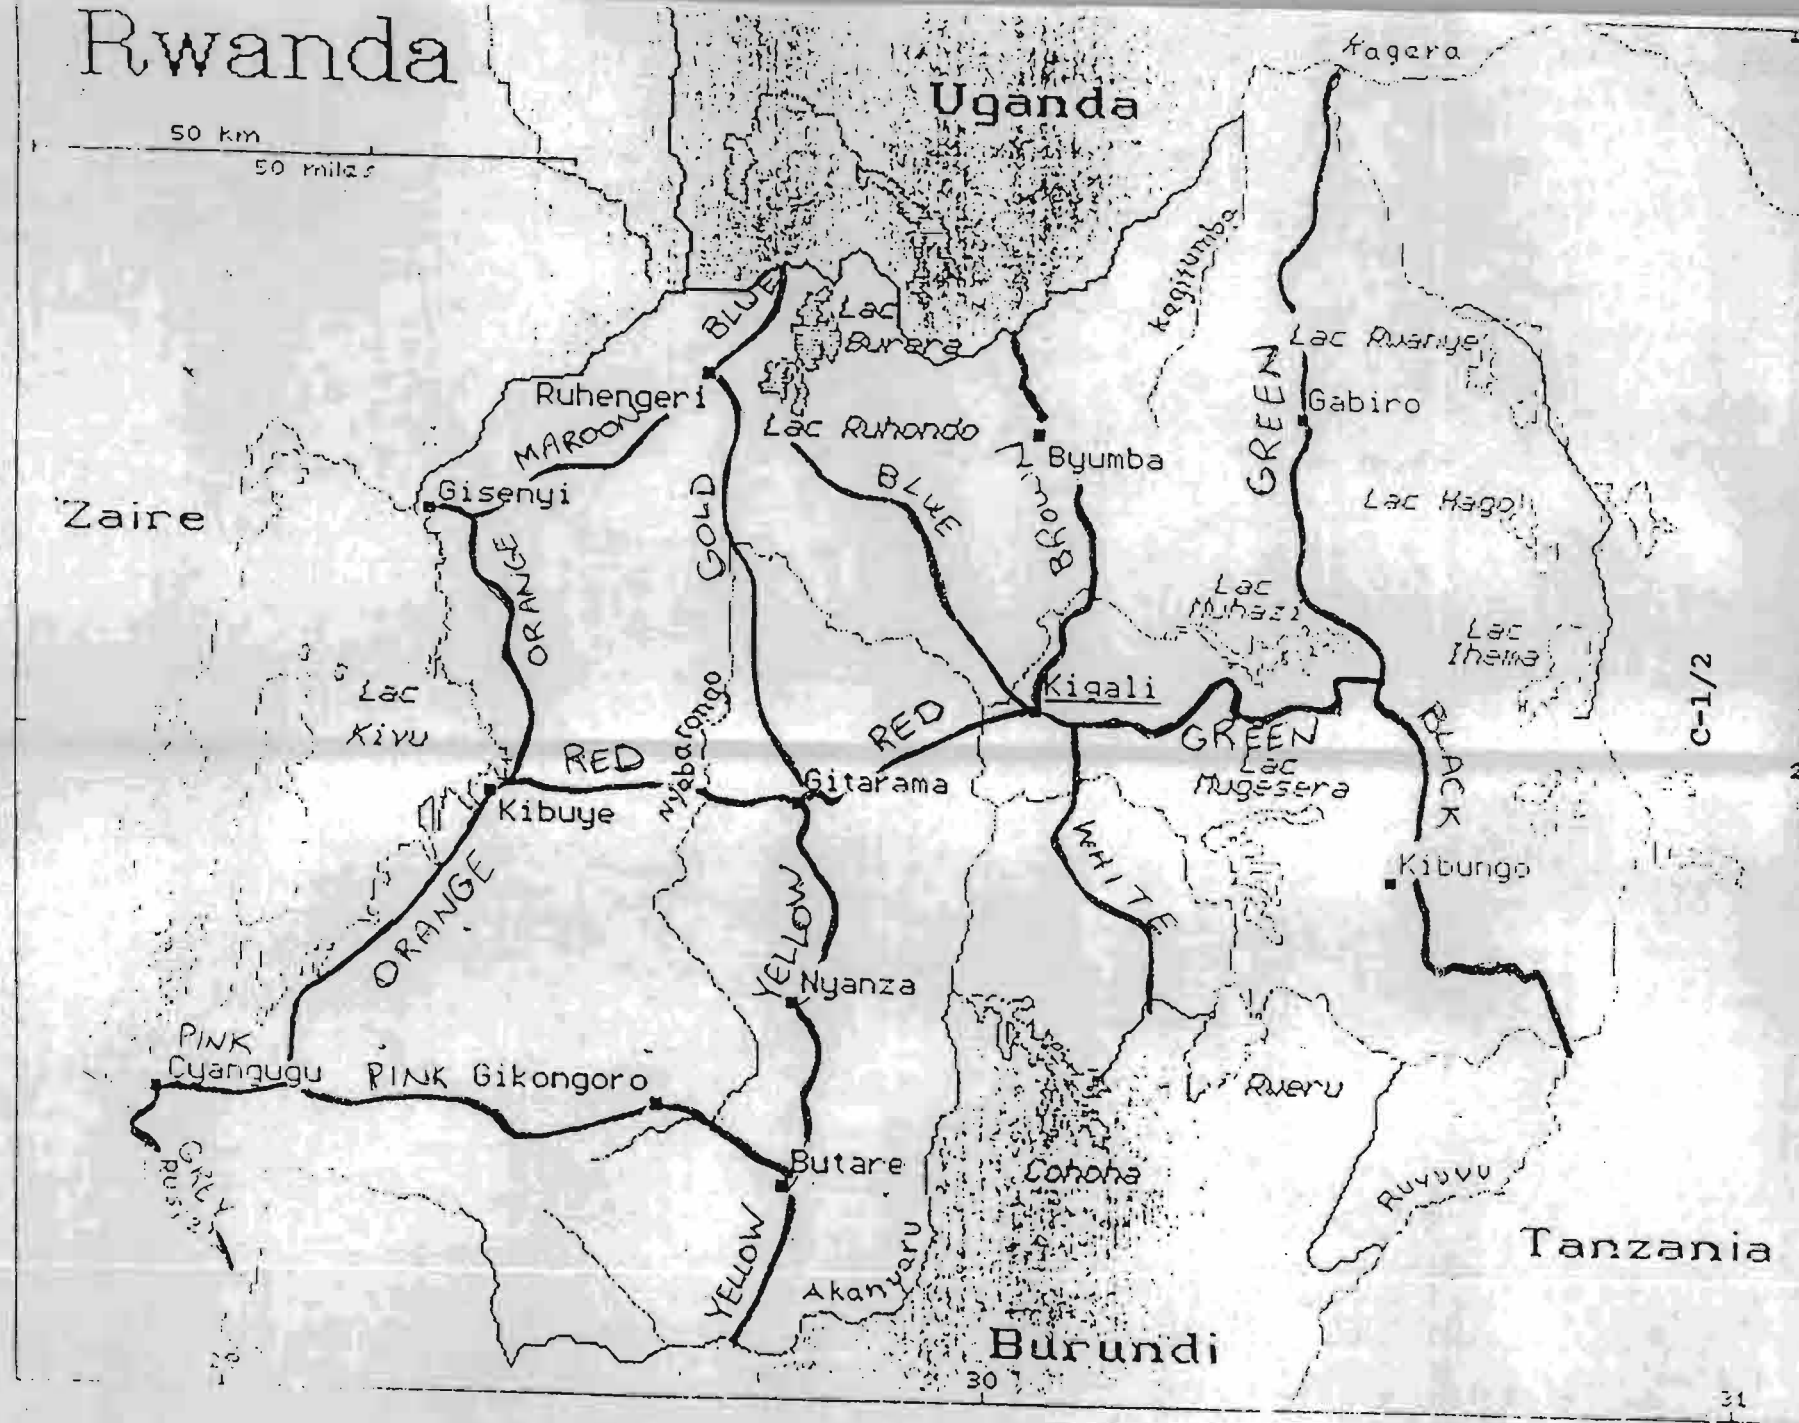 Rwanda
Kagera
Uganda
50 km
50 miles
Kagitumba
BLUE
Lac
Burera
Lac Rwanye
Ruhengeri
Gabiro
GREEN
MAROON
Lac Ruhondo
Byumba
Gisenyi
BLUE
Lac Hago
Zaire
GOLD
BROWN
ORANGE
Lac
Muhazi
Lac
Ihema
C-1/2
Lac
Kivu
Kigali
Nyabarongo
RED
RED
GREEN
BLACK
Lac
Mugesera
Gitarama
Kibuye
WHITE
Kibungo
ORANGE
YELLOW
Nyanza
PINK
Cyangugu
PINK
Gikongoro
Rweru
GREY
Butare
Cohoha
Ruvuvu
YELLOW
Akanyaru
Tanzania
Burundi
30
31
2